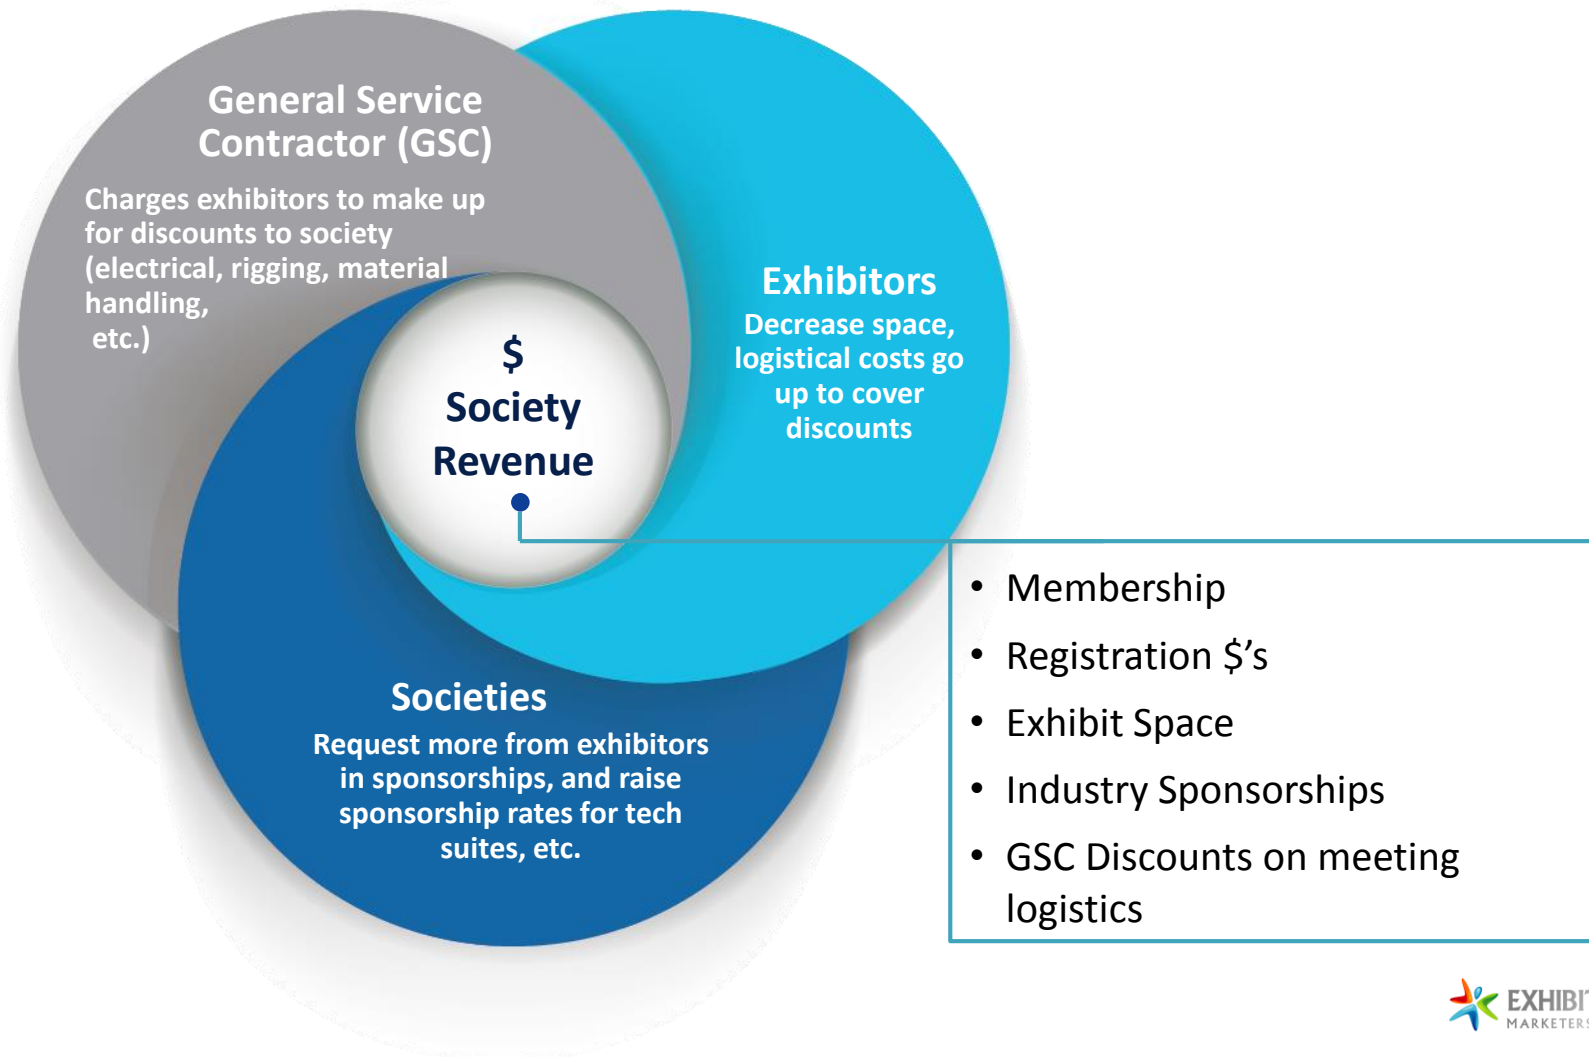 General Service
Contractor (GSC)
Charges exhibitors to make up
for discounts to society
(electrical, rigging, material
handling,
etc.)
Exhibitors
Decrease space,
logistical costs go
up to cover
discounts
$
Society
Revenue
Societies
Request more from exhibitors
in sponsorships, and raise
sponsorship rates for tech
suites, etc.
• Membership
• Registration $’s
• Exhibit Space
• Industry Sponsorships
• GSC Discounts on meeting
logistics
EXHIBIT
MARKETERS